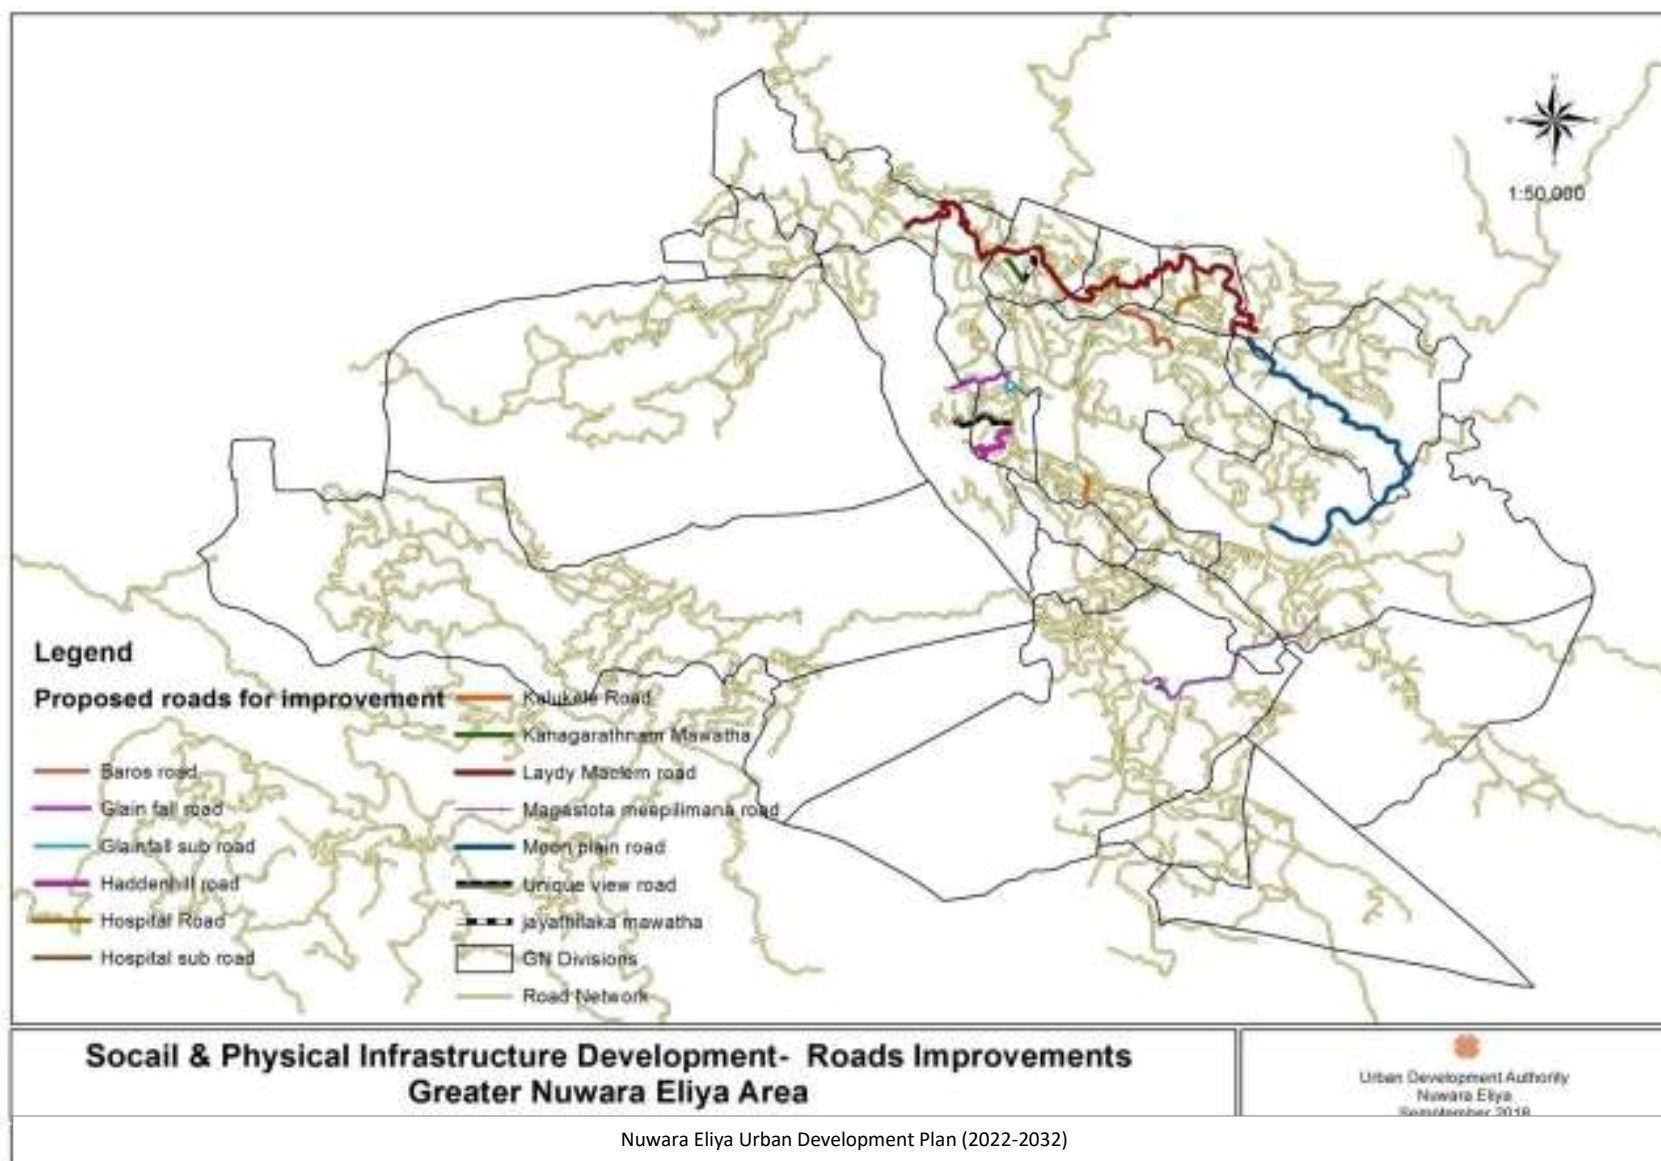 1:50,000
Legend
Proposed roads for improvement
Baros road
Glain fall road
Glainfall sub road
Haddenhill road
Hospital Road
Hospital sub road
Kalukele Road
Kanagarathnam Mawatha
Laydy Maclem road
Magastota meepilimana road
Moon plain road
Unique view road
jayathilaka mawatha
GN Divisions
Road Network
Socail & Physical Infrastructure Development- Roads Improvements
Greater Nuwara Eliya Area
Urban Development Authority
Nuwara Eliya
2018
Nuwara Eliya Urban Development Plan (2022-2032)